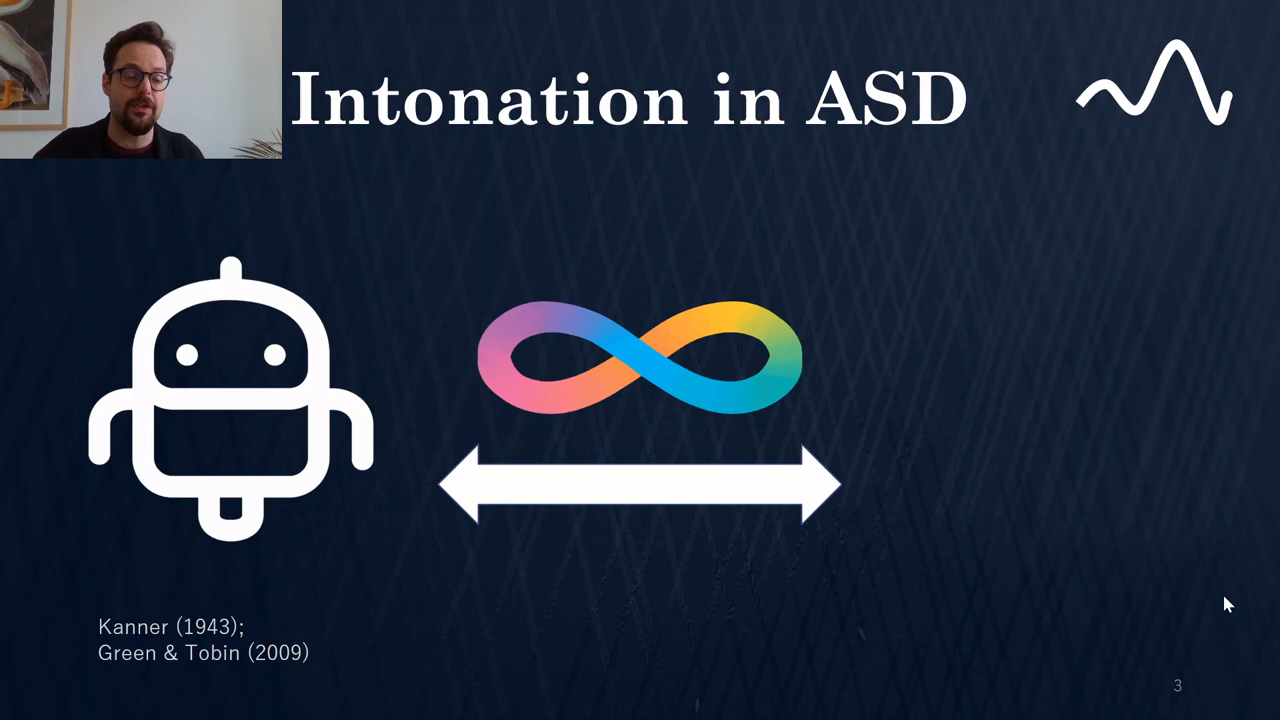 Intonation in ASD
Kanner (1943);
Green & Tobin (2009)
3